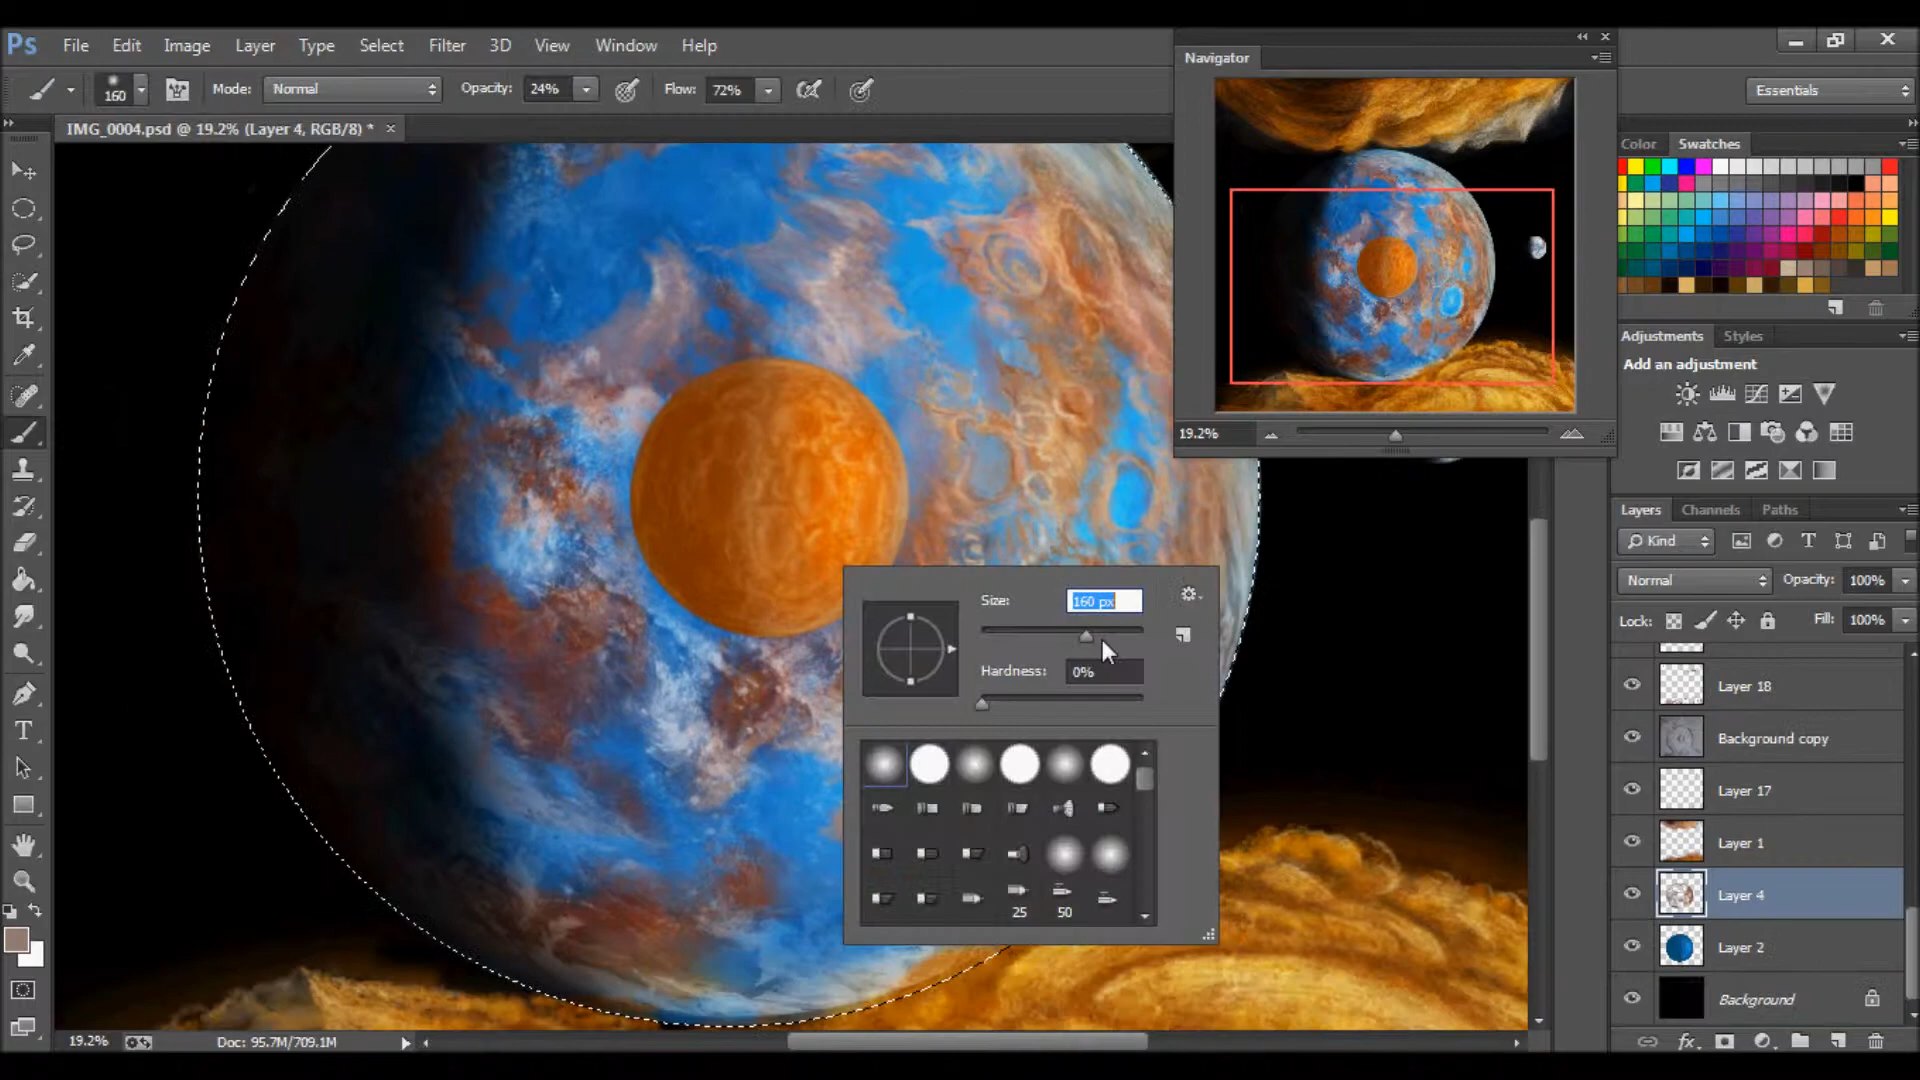 Ps File Edit Image Layer Type Select Filter 3D View Window Help
160 Mode: Normal Opacity: 24% Flow: 72%
Essentials
IMG_0004.psd @ 19.2% (Layer 4, RGB/8) * ×
Navigator
19.2%
Color Swatches
Adjustments Styles
Add an adjustment
Layers Channels Paths
Kind
Normal Opacity: 100%
Lock: Fill: 100%
Layer 18
Background copy
Layer 17
Layer 1
Layer 4
Layer 2
Background
Size: 160 px
Hardness: 0%
25 50
19.2% Doc: 95.7M/709.1M